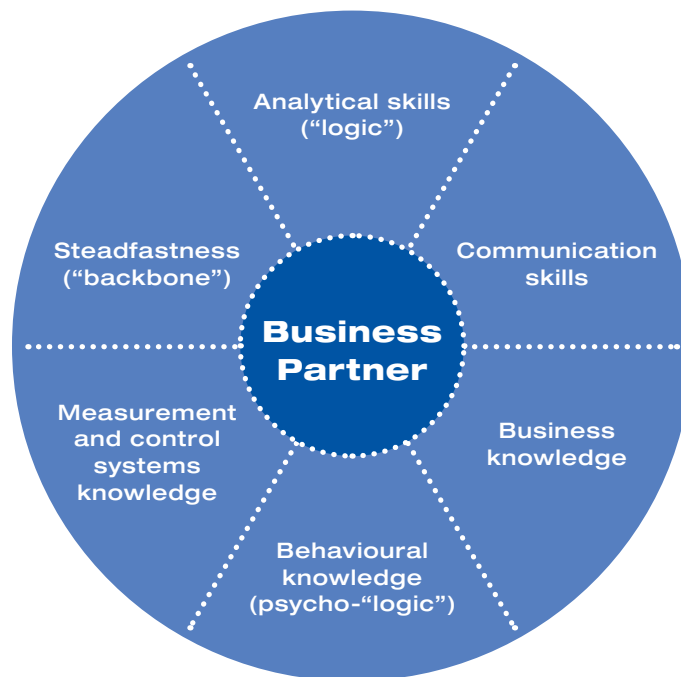 Analytical skills
(“logic”)
Communication
skills
Business
knowledge
Behavioural
knowledge
(psycho-“logic”)
Measurement
and control
systems
knowledge
Steadfastness
(“backbone”)
Business
Partner